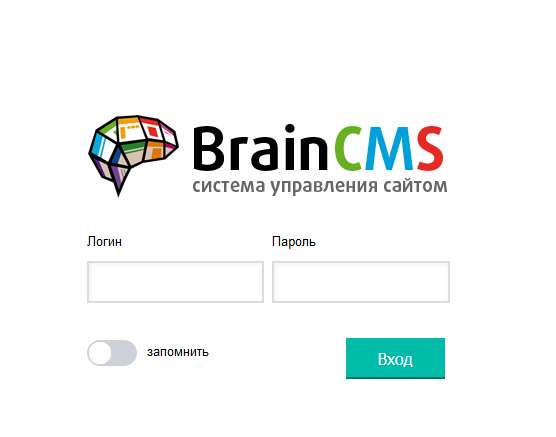 BrainCMS
система управления сайтом
Логин Пароль
запомнить Вход